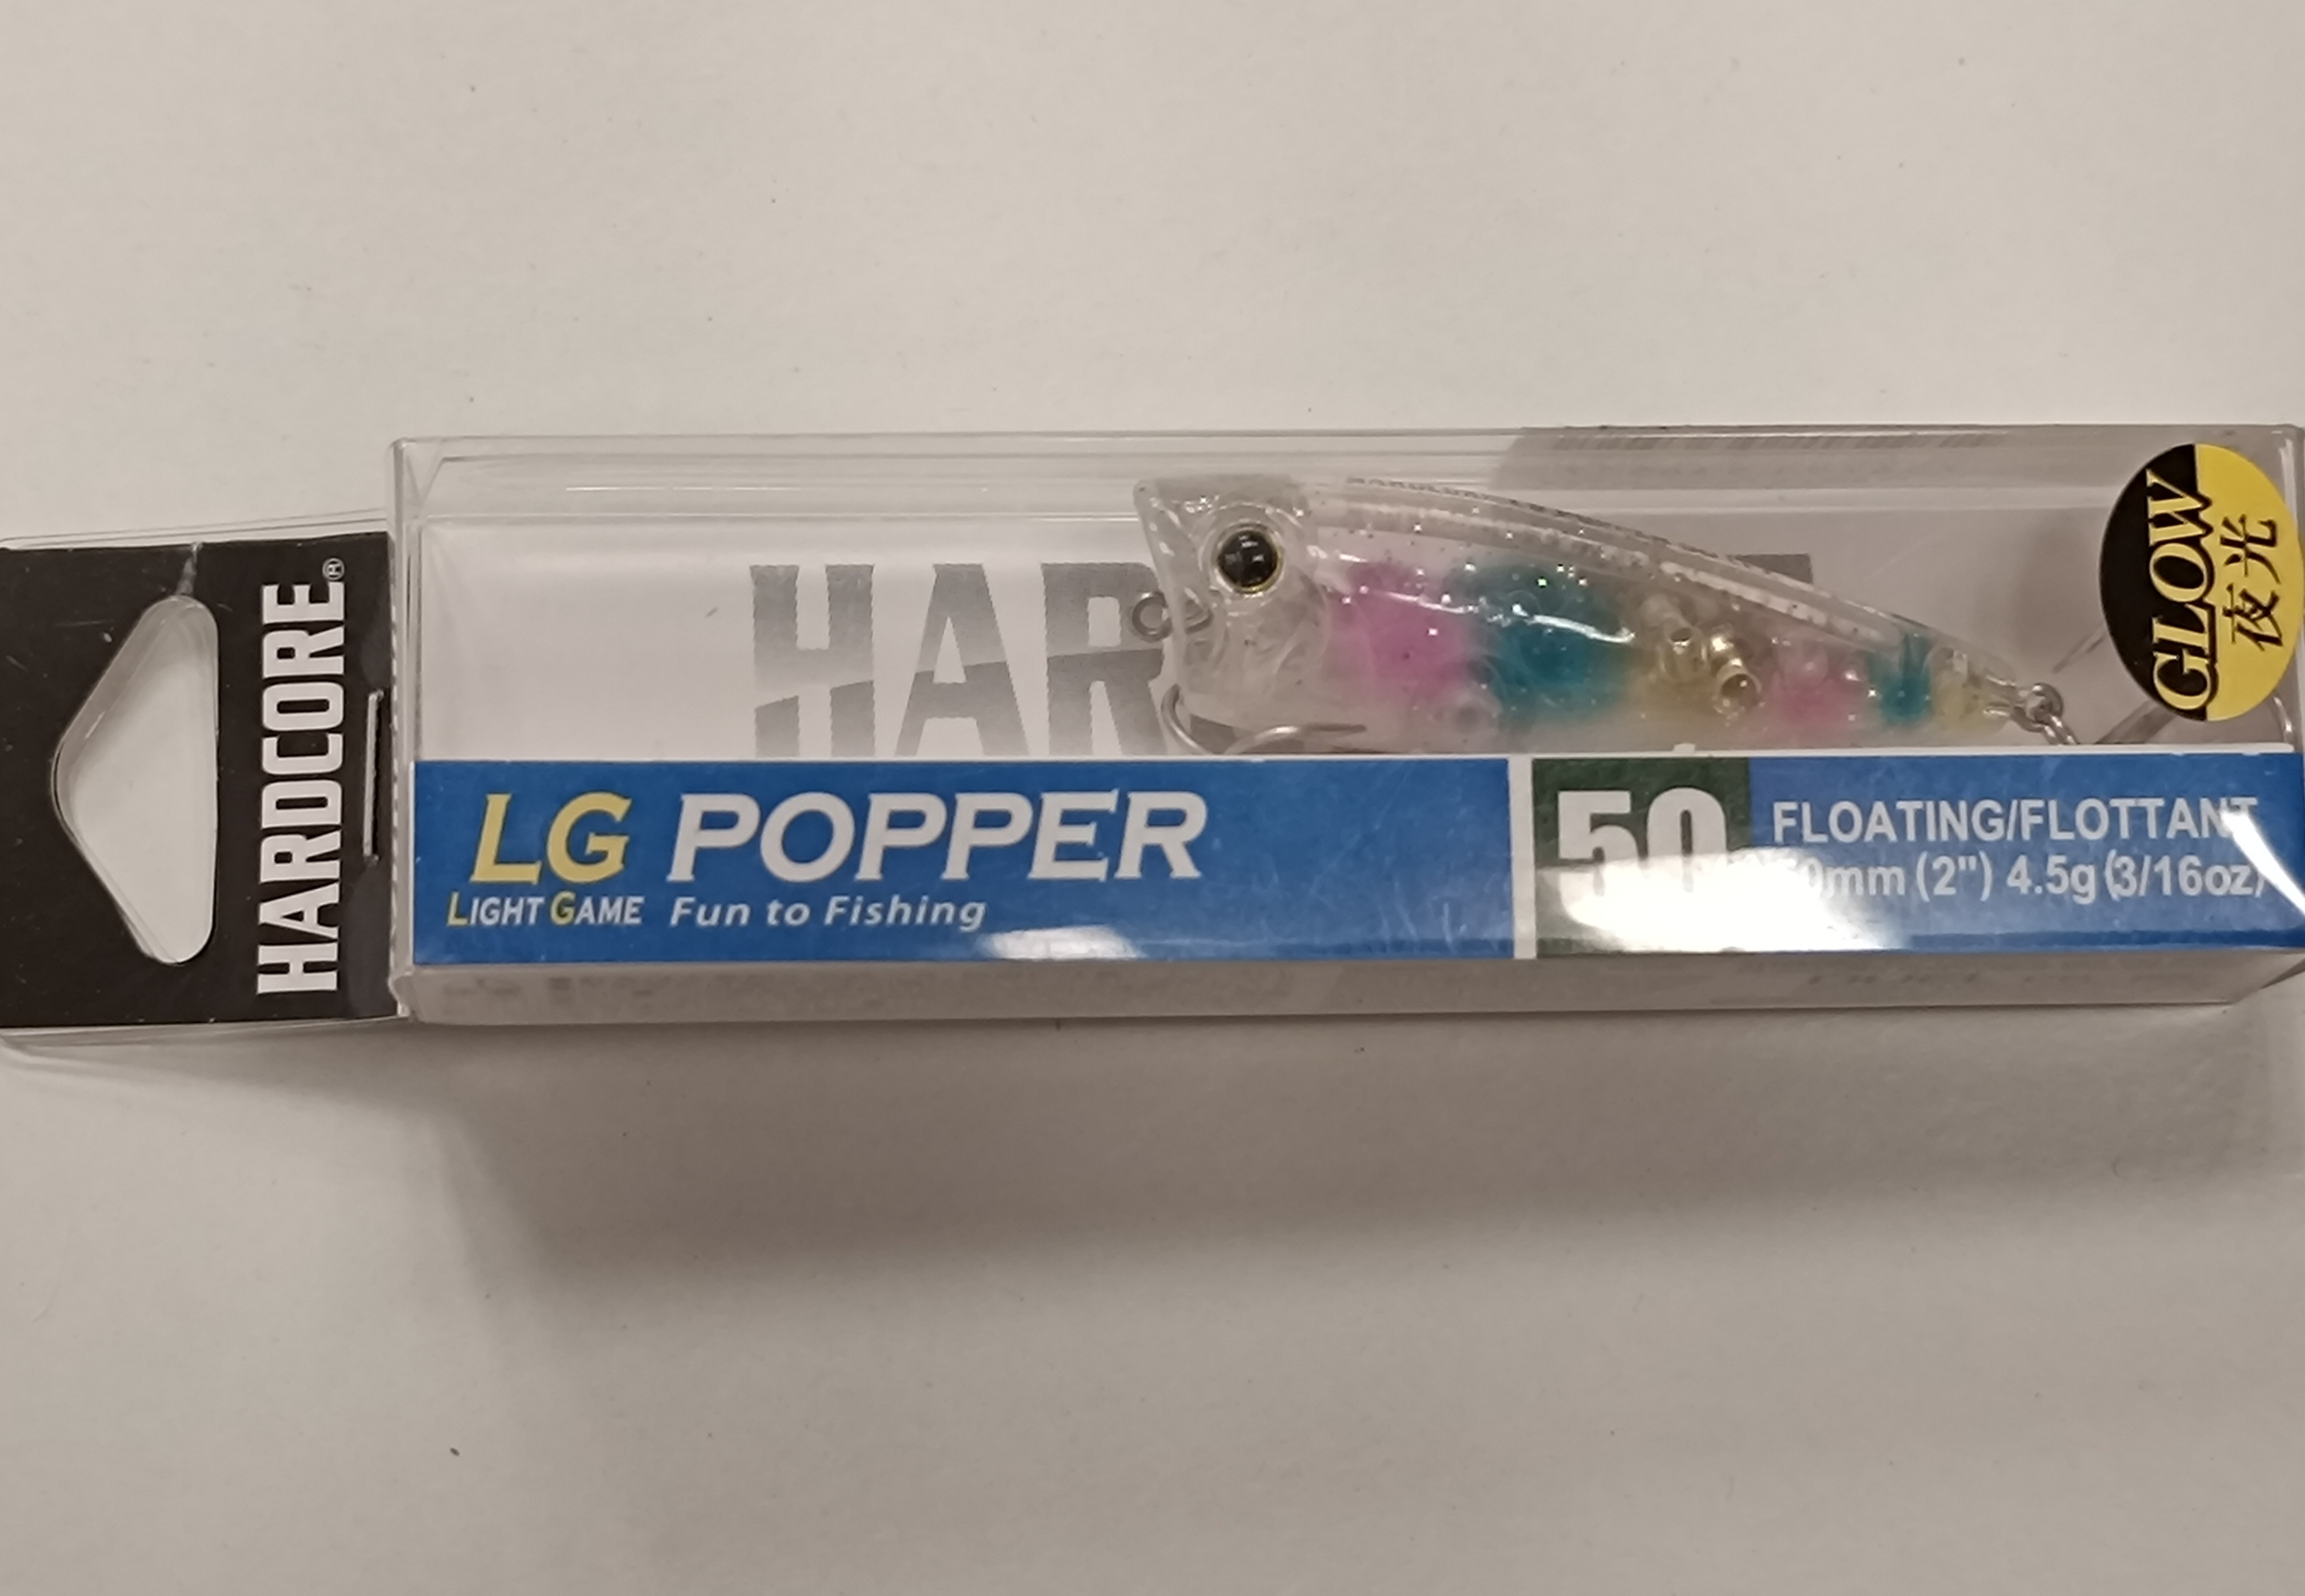 HARDCORE®
HAR
GLOW
夜光
LG POPPER
LIGHT GAME Fun to Fishing
50
FLOATING/FLOTTANT
(2") 4.5g (3/16oz)